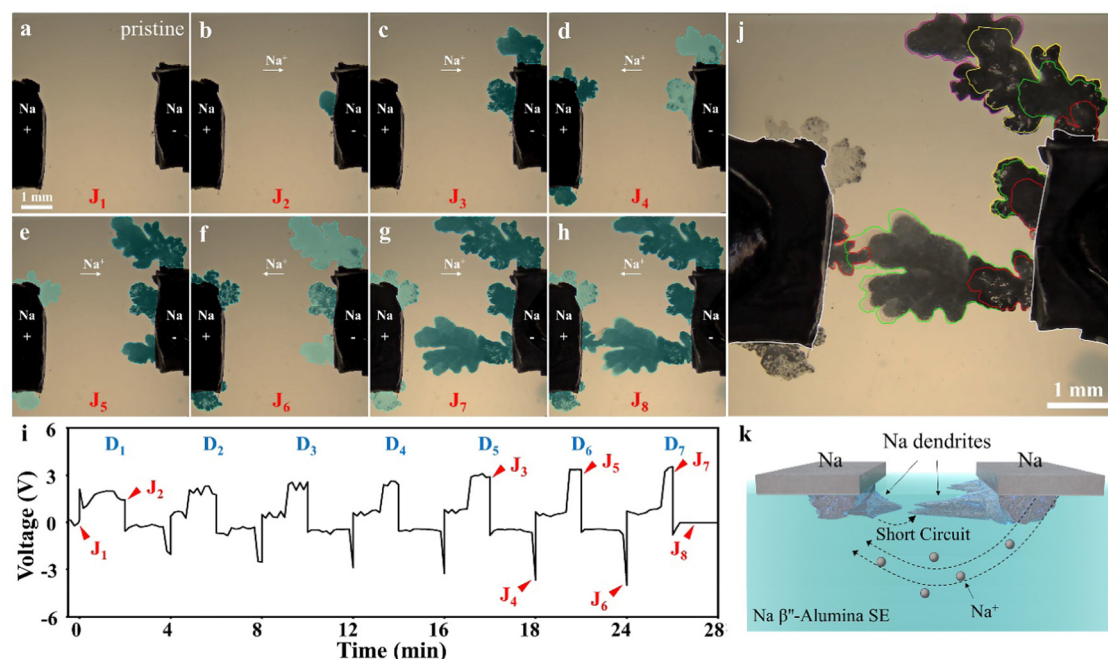 a pristine
Na
+
Na
-
1 mm
J₁
b
Na⁺
Na
+
Na
-
J₂
c
Na⁺
Na
+
Na
-
J₃
d
Na⁺
Na
+
Na
-
J₄
e
Na⁺
Na
+
Na
-
J₅
f
Na⁺
Na
+
Na
-
J₆
g
Na⁺
Na
+
Na
-
J₇
h
Na⁺
Na
+
Na
-
J₈
j
1 mm
i
D₁ D₂ D₃ D₄ D₅ D₆ D₇
J₁
J₂
J₃
J₄
J₅
J₆
J₇
J₈
Voltage (V)
6
3
0
-3
-6
0 4 8 12 16 20 24 28
Time (min)
k
Na dendrites
Na
Na
Short Circuit
Na⁺
Na β"-Alumina SE